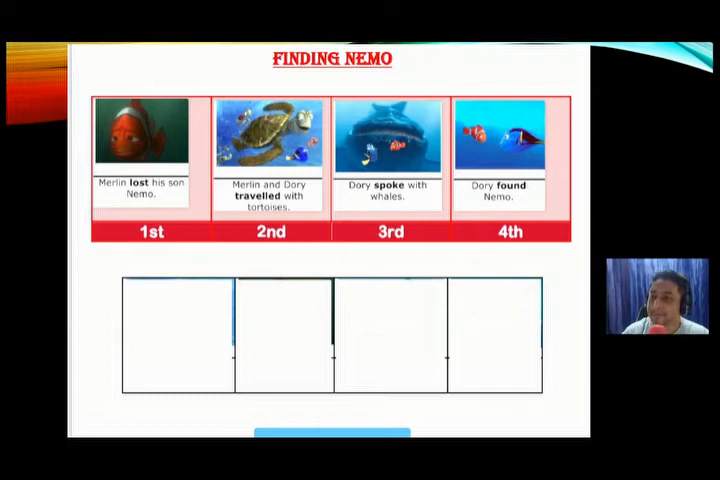 FINDING NEMO
Merlin lost his son
Nemo.
Merlin and Dory
travelled with
tortoises.
Dory spoke with
whales.
Dory found
Nemo.
1st
2nd
3rd
4th